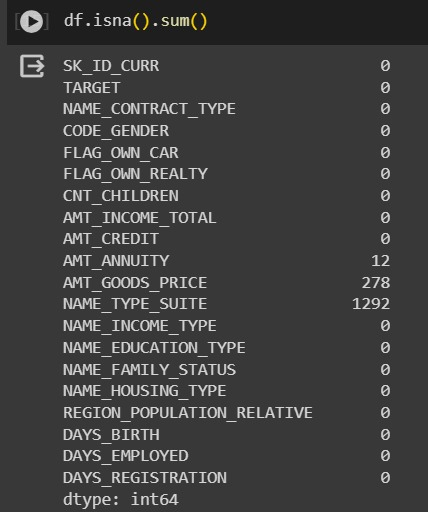 df.isna().sum()
SK_ID_CURR 0
TARGET 0
NAME_CONTRACT_TYPE 0
CODE_GENDER 0
FLAG_OWN_CAR 0
FLAG_OWN_REALTY 0
CNT_CHILDREN 0
AMT_INCOME_TOTAL 0
AMT_CREDIT 0
AMT_ANNUITY 12
AMT_GOODS_PRICE 278
NAME_TYPE_SUITE 1292
NAME_INCOME_TYPE 0
NAME_EDUCATION_TYPE 0
NAME_FAMILY_STATUS 0
NAME_HOUSING_TYPE 0
REGION_POPULATION_RELATIVE 0
DAYS_BIRTH 0
DAYS_EMPLOYED 0
DAYS_REGISTRATION 0
dtype: int64